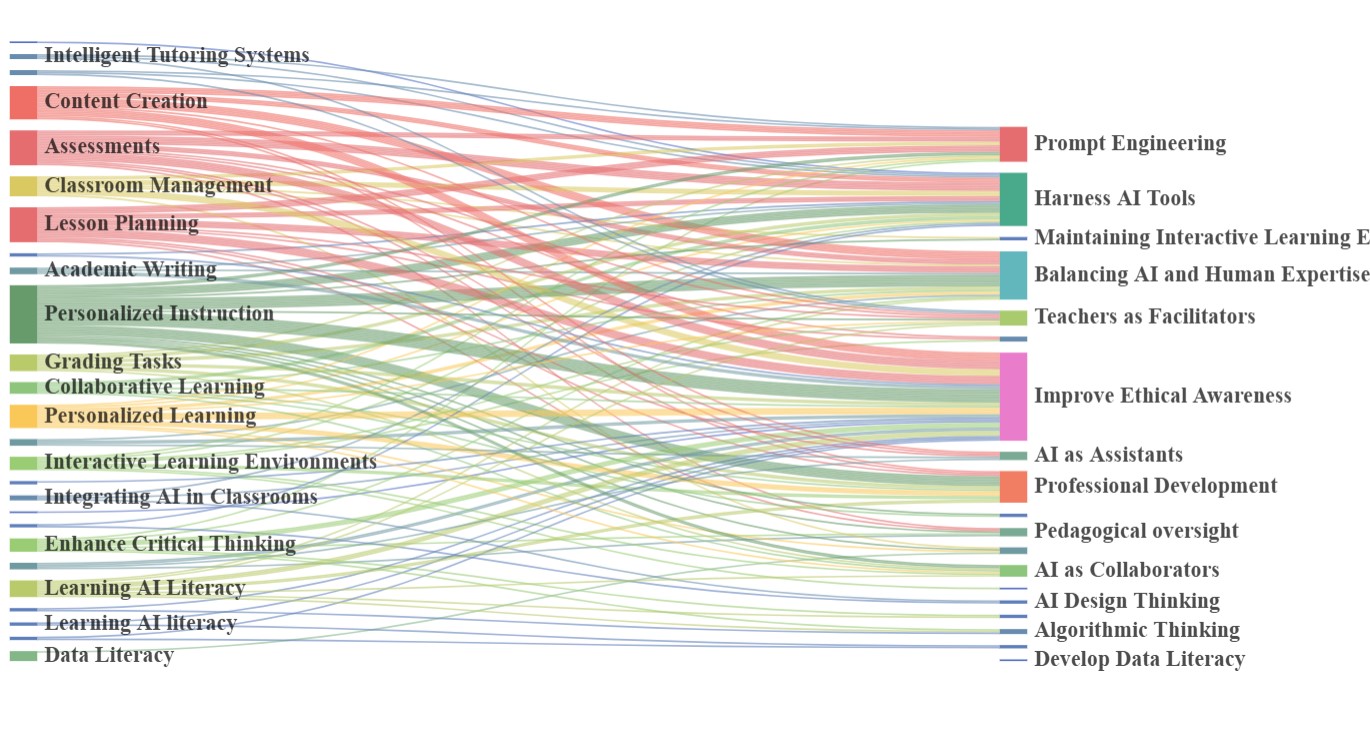 Intelligent Tutoring Systems
Content Creation
Assessments
Classroom Management
Lesson Planning
Academic Writing
Personalized Instruction
Grading Tasks
Collaborative Learning
Personalized Learning
Interactive Learning Environments
Integrating AI in Classrooms
Enhance Critical Thinking
Learning AI Literacy
Learning AI literacy
Data Literacy
Prompt Engineering
Harness AI Tools
Maintaining Interactive Learning E
Balancing AI and Human Expertise
Teachers as Facilitators
Improve Ethical Awareness
AI as Assistants
Professional Development
Pedagogical oversight
AI as Collaborators
AI Design Thinking
Algorithmic Thinking
Develop Data Literacy